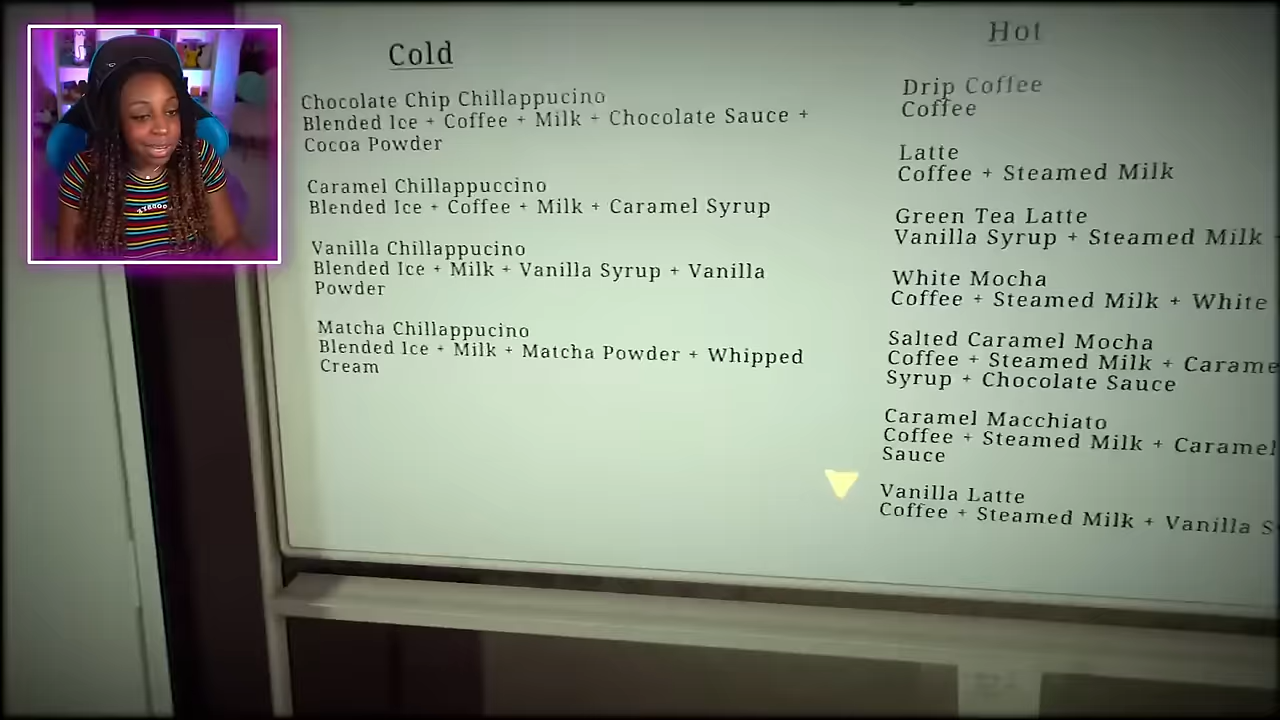 Cold
Chocolate Chip Chillappucino
Blended Ice + Coffee + Milk + Chocolate Sauce +
Cocoa Powder
Caramel Chillappuccino
Blended Ice + Coffee + Milk + Caramel Syrup
Vanilla Chillappucino
Blended Ice + Milk + Vanilla Syrup + Vanilla
Powder
Matcha Chillappucino
Blended Ice + Milk + Matcha Powder + Whipped
Cream
Hot
Drip Coffee
Coffee
Latte
Coffee + Steamed Milk
Green Tea Latte
Vanilla Syrup + Steamed Milk
White Mocha
Coffee + Steamed Milk + White
Salted Caramel Mocha
Coffee + Steamed Milk + Carame
Syrup + Chocolate Sauce
Caramel Macchiato
Coffee + Steamed Milk + Caramel
Sauce
Vanilla Latte
Coffee + Steamed Milk + Vanilla S